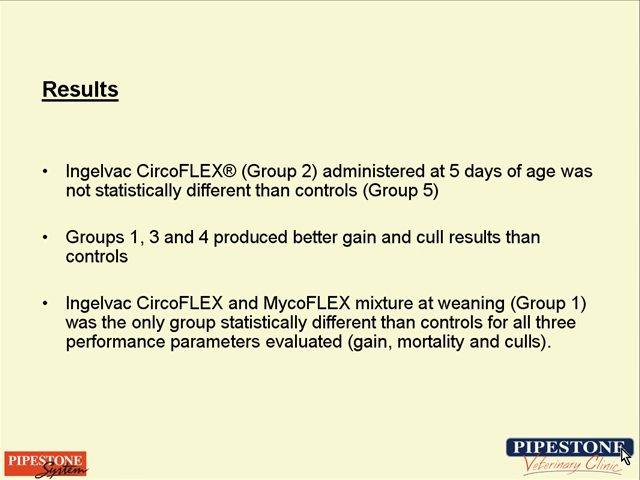 Results
• Ingelvac CircoFLEX® (Group 2) administered at 5 days of age was
not statistically different than controls (Group 5)
• Groups 1, 3 and 4 produced better gain and cull results than
controls
• Ingelvac CircoFLEX and MycoFLEX mixture at weaning (Group 1)
was the only group statistically different than controls for all three
performance parameters evaluated (gain, mortality and culls).
PIPESTONE
System
PIPESTONE
Veterinary Clinic